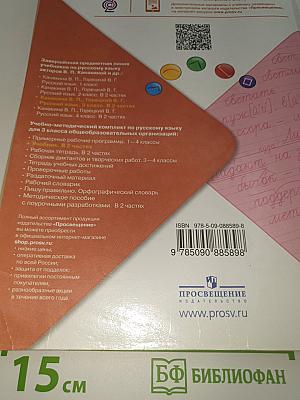 Завершённая предметная линия
учебников по русскому языку
авторов В. П. Канакиной и др.:
Канакина В. П., Горецкий В. Г.
Русский язык. 1 класс
Канакина В. П., Горецкий В. Г.
Русский язык. 2 класс. В 2 частях
Канакина В. П., Горецкий В. Г.
Русский язык. 3 класс. В 2 частях
Канакина В. П., Горецкий В. Г.
Русский язык. 4 класс. В 2 частях
Учебно-методический комплект по русскому языку
для 3 класса общеобразовательных организаций:
• Примерные рабочие программы. 1—4 классы
• Учебник. В 2 частях
• Рабочая тетрадь. В 2 частях
• Сборник диктантов и творческих работ. 3—4 классы
• Тетрадь учебных достижений
• Проверочные работы
• Раздаточный материал
• Рабочий словарик
• Пишу правильно. Орфографический словарь
• Методическое пособие
с поурочными разработками. В 2 частях
Полный ассортимент продукции
издательства «Просвещение»
вы можете приобрести
в официальном интернет-магазине
shop.prosv.ru:
• низкие цены;
• оперативная доставка
по всей России;
• защита от подделок;
• привилегии постоянным
покупателям;
• разнообразные акции
в течение всего года.
ISBN 978-5-09-088589-8
9 785090 885898
ПРОСВЕЩЕНИЕ
ИЗДАТЕЛЬСТВО
www.prosv.ru
15 см
БФ БИБЛИОФАН